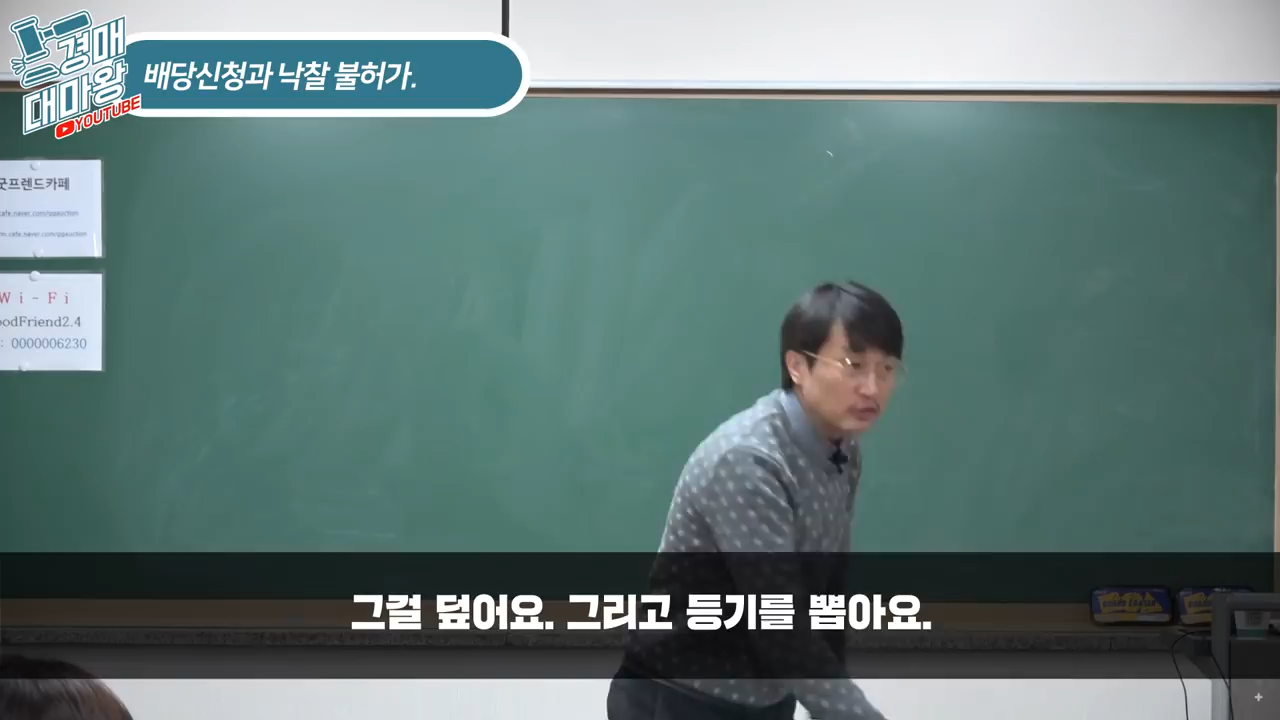 경매
대마왕
YOUTUBE
배당신청과 낙찰 불허가.
굿프렌드카페
Wi-Fi
oodFriend2.4
: 0000006230
그걸 덮어요. 그리고 등기를 뽑아요.